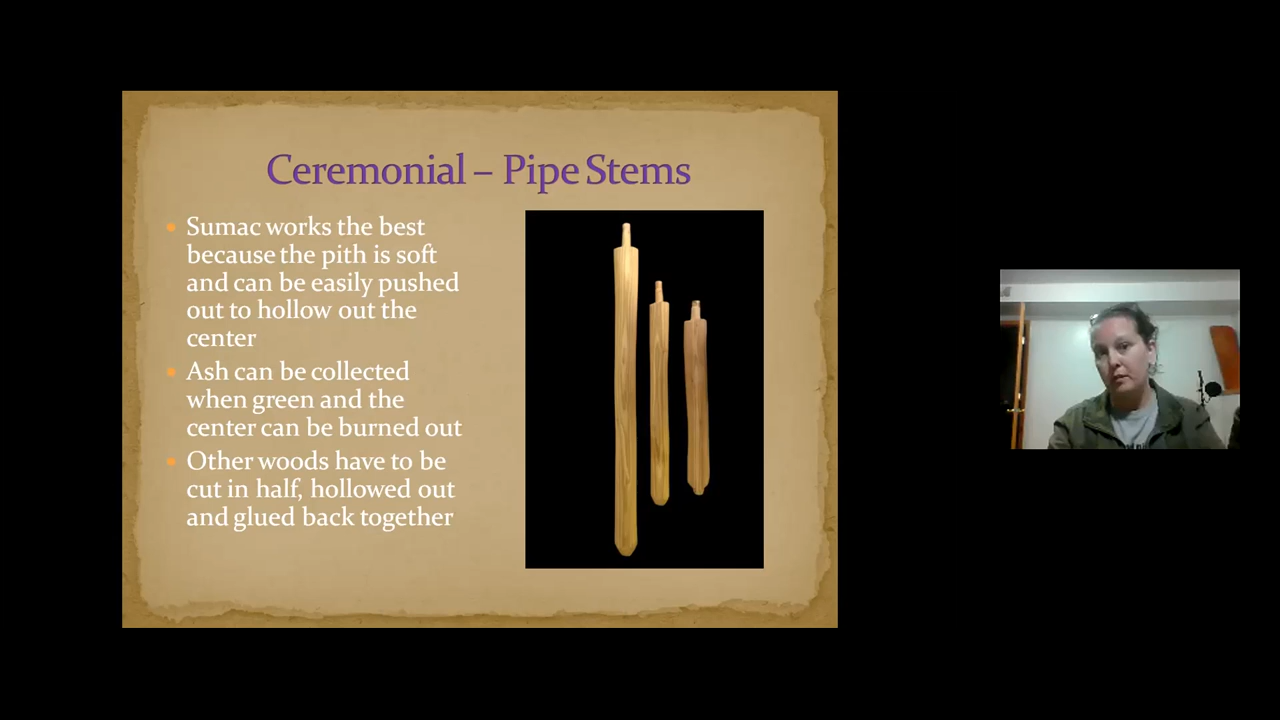 Ceremonial – Pipe Stems
Sumac works the best
because the pith is soft
and can be easily pushed
out to hollow out the
center
Ash can be collected
when green and the
center can be burned out
Other woods have to be
cut in half, hollowed out
and glued back together